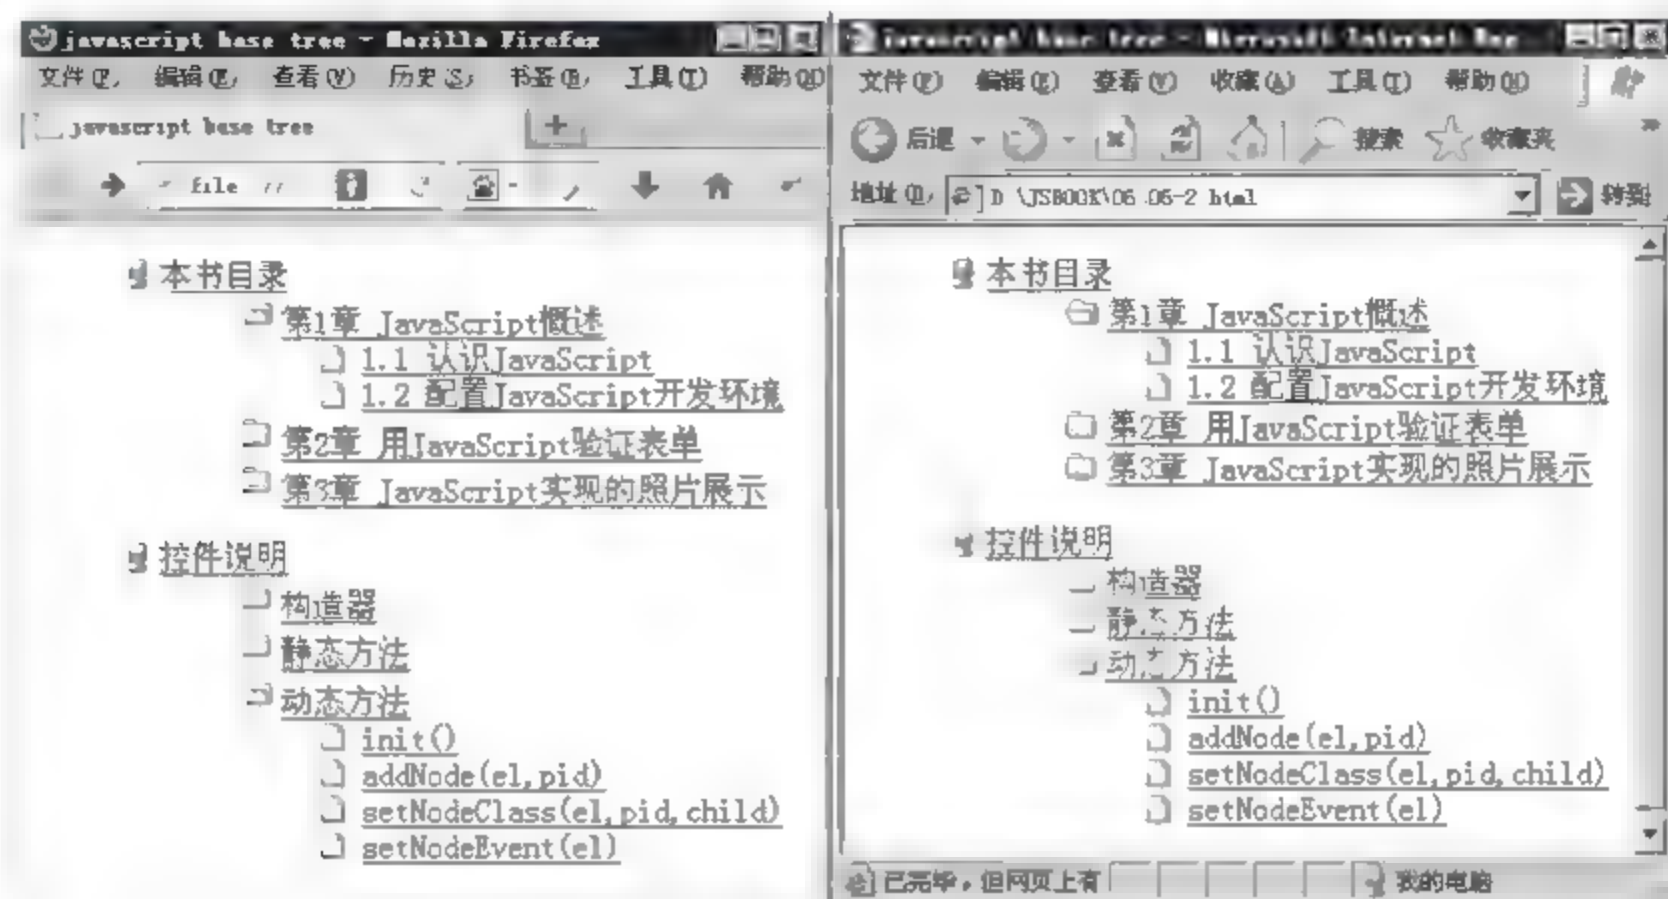 javascript base tree - Mozilla Firefox
文件(F) 编辑(E) 查看(V) 历史(S) 书签(B) 工具(T) 帮助(H)
javascript base tree
file //
本书目录
第1章 JavaScript概述
1.1 认识JavaScript
1.2 配置JavaScript开发环境
第2章 用JavaScript验证表单
第3章 JavaScript实现的照片展示
控件说明
构造器
静态方法
动态方法
init()
addNode(el,pid)
setNodeClass(el,pid,child)
setNodeEvent(el)
javascript base tree - Microsoft Internet Exp
文件(F) 编辑(E) 查看(V) 收藏(A) 工具(T) 帮助(H)
后退 搜索 收藏夹
地址(D) D \JSBOOK\06 06-2 html 转到
本书目录
第1章 JavaScript概述
1.1 认识JavaScript
1.2 配置JavaScript开发环境
第2章 用JavaScript验证表单
第3章 JavaScript实现的照片展示
控件说明
构造器
静态方法
动态方法
init()
addNode(el,pid)
setNodeClass(el,pid,child)
setNodeEvent(el)
已完毕，但网页上有 我的电脑